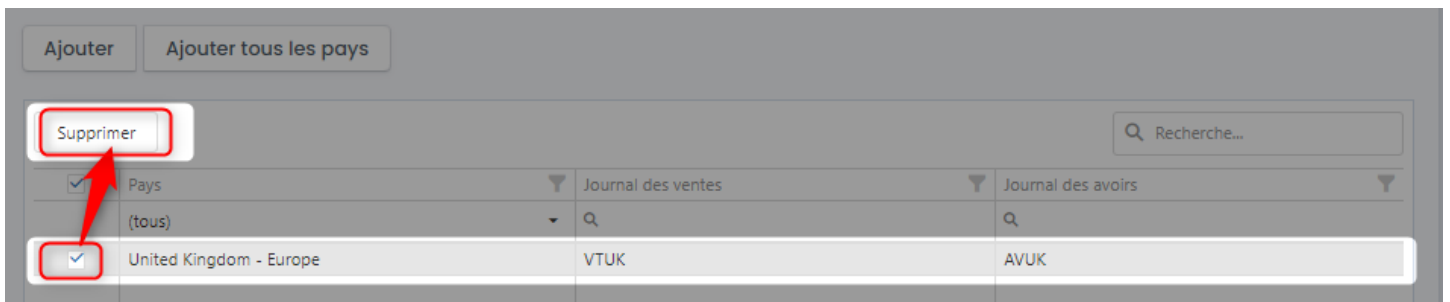 Ajouter Ajouter tous les pays
Supprimer Recherche...
Pays Journal des ventes Journal des avoirs
(tous)
United Kingdom - Europe VTUK AVUK